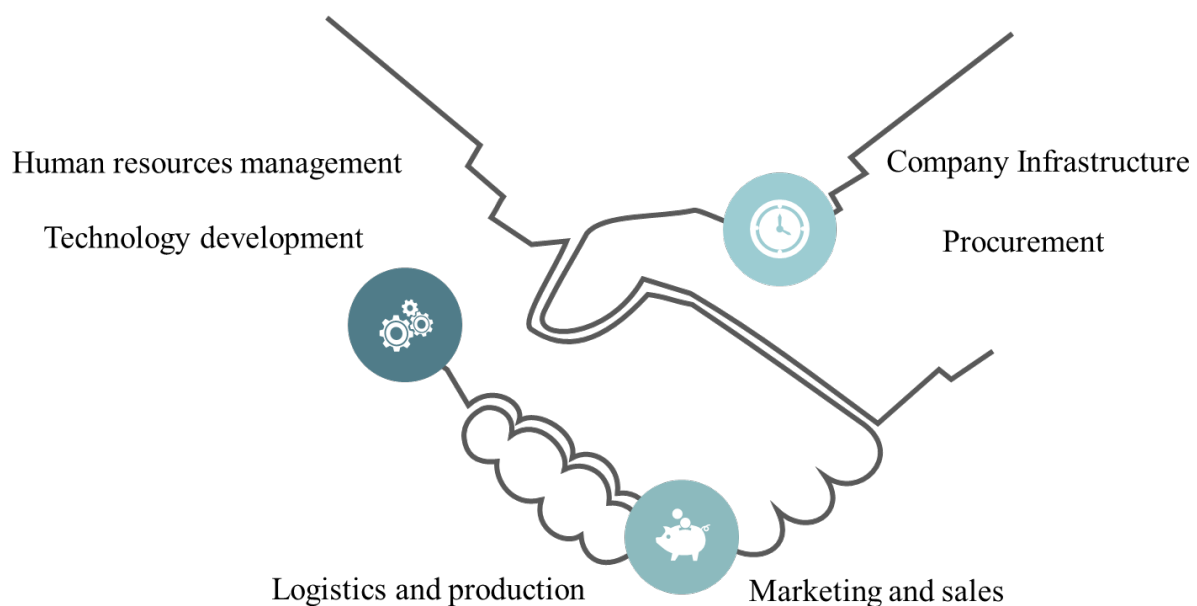 Human resources management
Company Infrastructure
Technology development
Procurement
Logistics and production
Marketing and sales